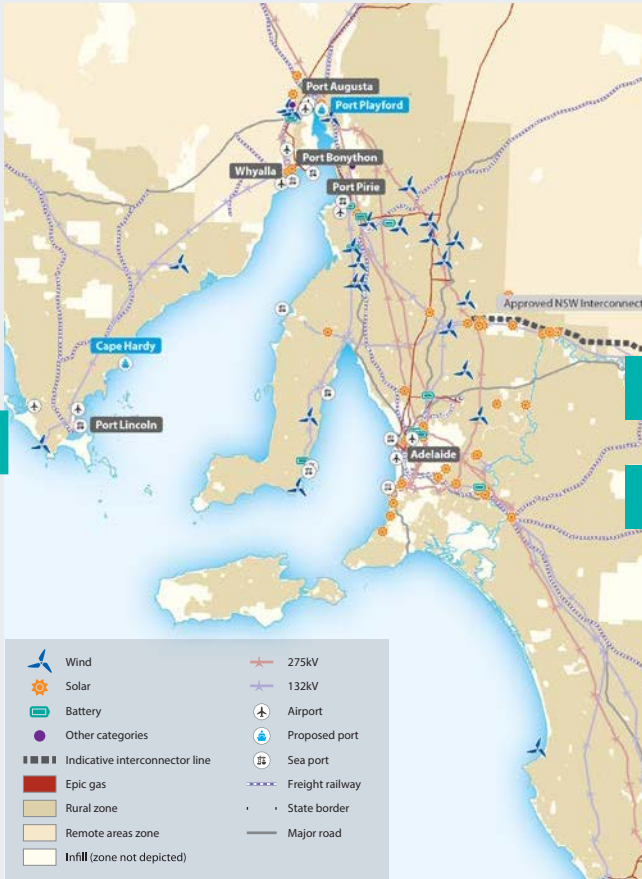 Port Augusta
Port Playford
Port Bonython
Whyalla
Port Pirie
Approved NSW Interconnect
Cape Hardy
Port Lincoln
Adelaide
Wind
Solar
Battery
Other categories
Indicative interconnector line
Epic gas
Rural zone
Remote areas zone
Infill (zone not depicted)
275kV
132kV
Airport
Proposed port
Sea port
Freight railway
State border
Major road